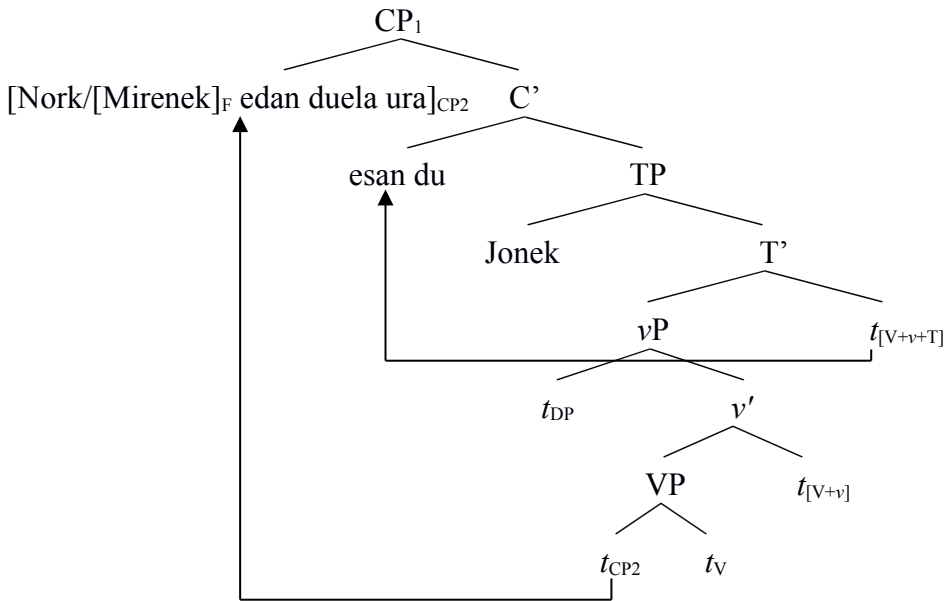 CP₁
[Nork/[Mirenek]F edan duela ura]CP2 C’
esan du TP
Jonek T’
vP t[V+v+T]
tDP v′
VP t[V+v]
tCP2 tV